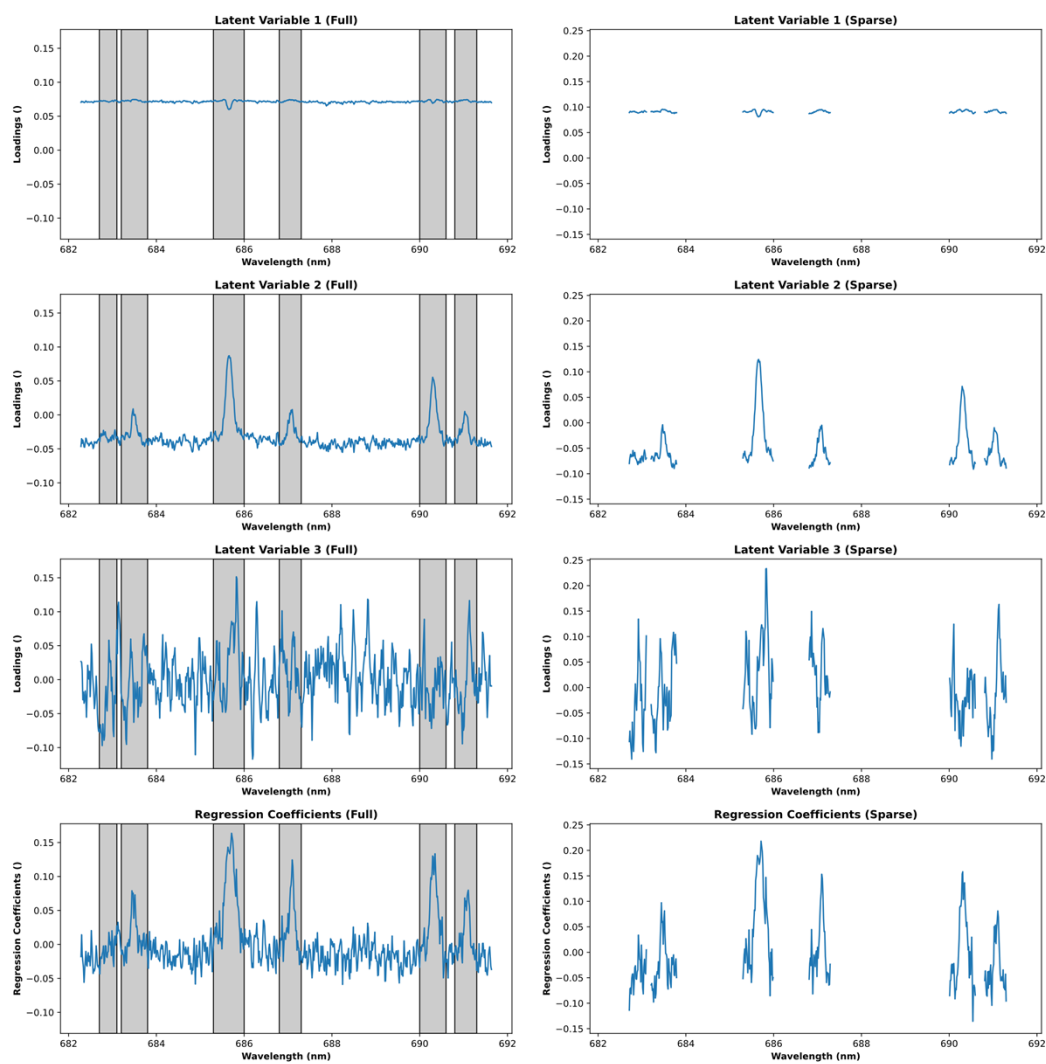 Latent Variable 1 (Full)
0.15
0.10
0.05
0.00
−0.05
−0.10
Loadings ()
682 684 686 688 690 692
Wavelength (nm)
Latent Variable 1 (Sparse)
0.25
0.20
0.15
0.10
0.05
0.00
−0.05
−0.10
−0.15
Loadings ()
682 684 686 688 690 692
Wavelength (nm)
Latent Variable 2 (Full)
0.15
0.10
0.05
0.00
−0.05
−0.10
Loadings ()
682 684 686 688 690 692
Wavelength (nm)
Latent Variable 2 (Sparse)
0.25
0.20
0.15
0.10
0.05
0.00
−0.05
−0.10
−0.15
Loadings ()
682 684 686 688 690 692
Wavelength (nm)
Latent Variable 3 (Full)
0.15
0.10
0.05
0.00
−0.05
−0.10
Loadings ()
682 684 686 688 690 692
Wavelength (nm)
Latent Variable 3 (Sparse)
0.25
0.20
0.15
0.10
0.05
0.00
−0.05
−0.10
−0.15
Loadings ()
682 684 686 688 690 692
Wavelength (nm)
Regression Coefficients (Full)
0.15
0.10
0.05
0.00
−0.05
−0.10
Regression Coefficients ()
682 684 686 688 690 692
Wavelength (nm)
Regression Coefficients (Sparse)
0.25
0.20
0.15
0.10
0.05
0.00
−0.05
−0.10
−0.15
Regression Coefficients ()
682 684 686 688 690 692
Wavelength (nm)